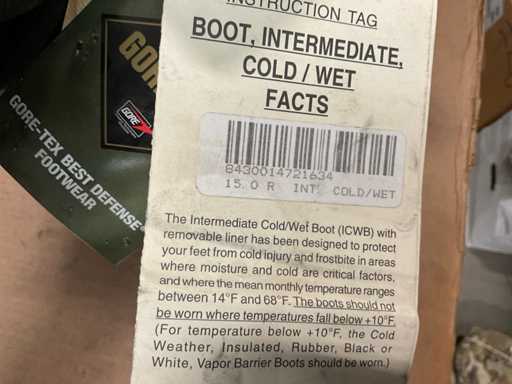 INSTRUCTION TAG
BOOT, INTERMEDIATE,
COLD / WET
FACTS
8430014721634
15.0 R INT. COLD/WET
The Intermediate Cold/Wet Boot (ICWB) with
removable liner has been designed to protect
your feet from cold injury and frostbite in areas
where moisture and cold are critical factors,
and where the mean monthly temperature ranges
between 14°F and 68°F. The boots should not
be worn where temperatures fall below +10°F.
(For temperature below +10°F, the Cold
Weather, Insulated, Rubber, Black or
White, Vapor Barrier Boots should be worn.)
GORE
GORE-TEX BEST DEFENSE
FOOTWEAR